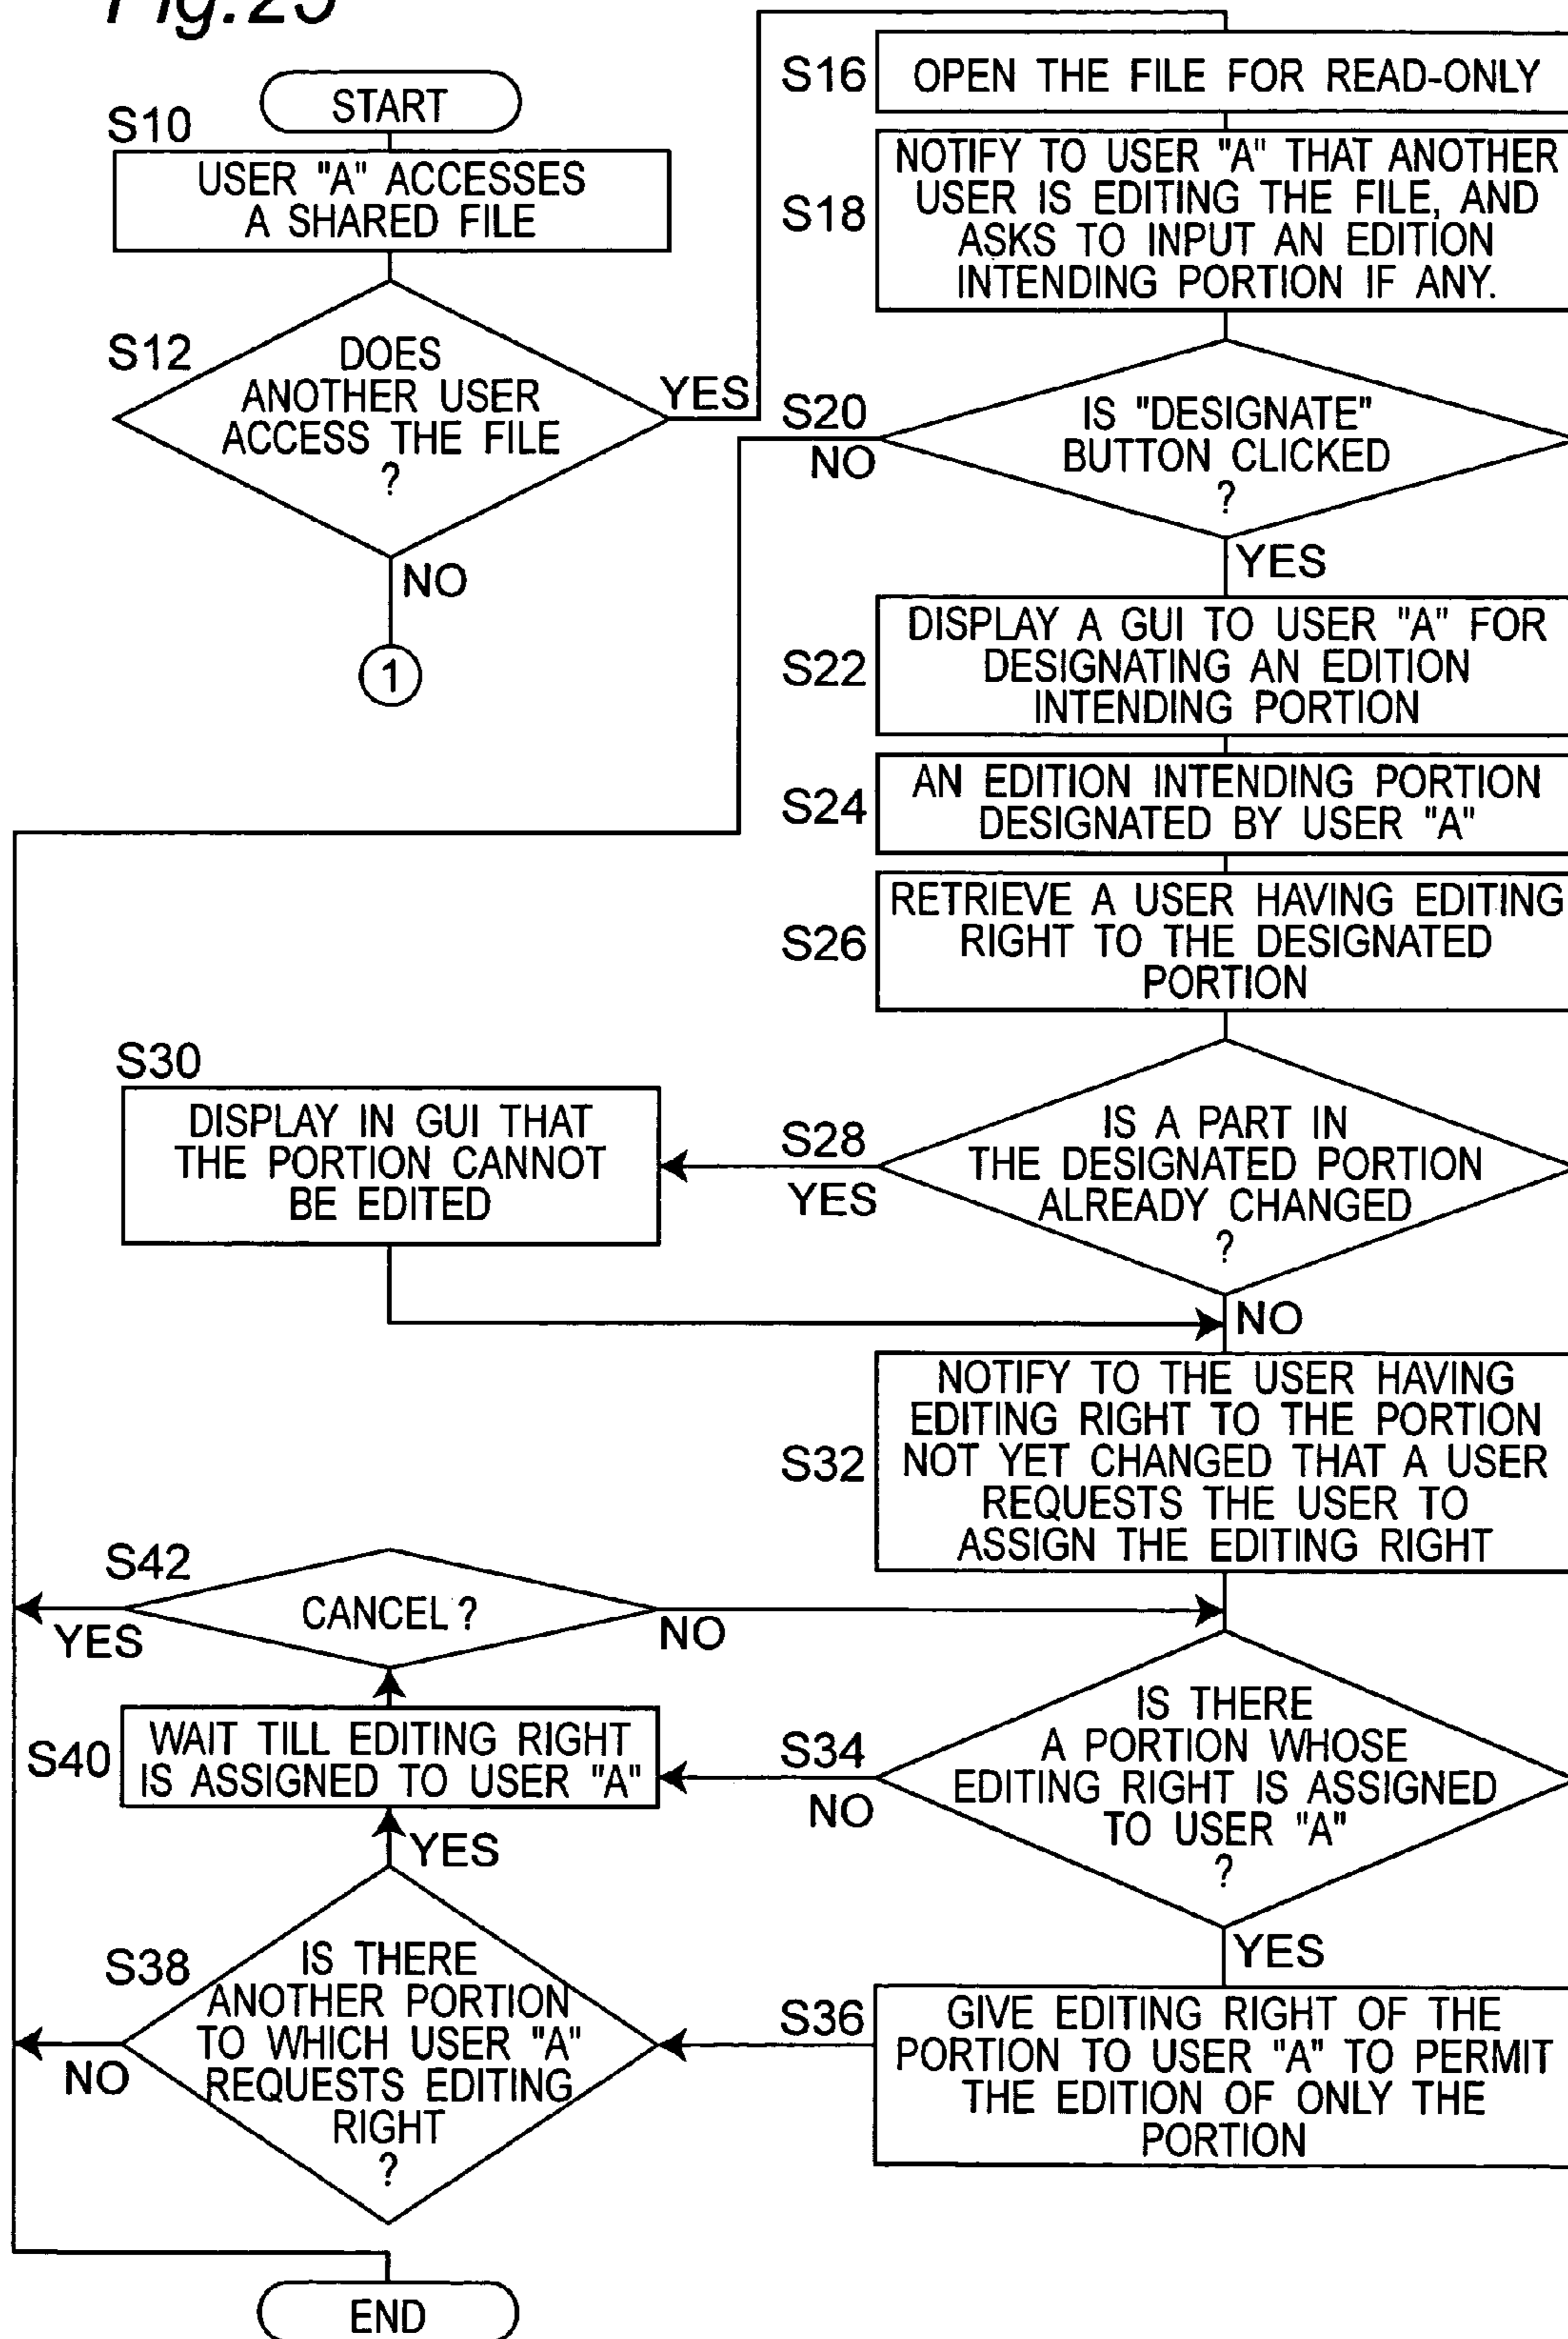 Fig.25
START
S10
USER "A" ACCESSES
A SHARED FILE
S12
DOES
ANOTHER USER
ACCESS THE FILE
?
YES
NO
1
S16
OPEN THE FILE FOR READ-ONLY
S18
NOTIFY TO USER "A" THAT ANOTHER
USER IS EDITING THE FILE, AND
ASKS TO INPUT AN EDITION
INTENDING PORTION IF ANY.
S20
NO
IS "DESIGNATE"
BUTTON CLICKED
?
YES
S22
DISPLAY A GUI TO USER "A" FOR
DESIGNATING AN EDITION
INTENDING PORTION
S24
AN EDITION INTENDING PORTION
DESIGNATED BY USER "A"
S26
RETRIEVE A USER HAVING EDITING
RIGHT TO THE DESIGNATED
PORTION
S28
YES
IS A PART IN
THE DESIGNATED PORTION
ALREADY CHANGED
?
NO
S30
DISPLAY IN GUI THAT
THE PORTION CANNOT
BE EDITED
S32
NOTIFY TO THE USER HAVING
EDITING RIGHT TO THE PORTION
NOT YET CHANGED THAT A USER
REQUESTS THE USER TO
ASSIGN THE EDITING RIGHT
S34
NO
IS THERE
A PORTION WHOSE
EDITING RIGHT IS ASSIGNED
TO USER "A"
?
YES
S36
GIVE EDITING RIGHT OF THE
PORTION TO USER "A" TO PERMIT
THE EDITION OF ONLY THE
PORTION
S42
CANCEL?
YES
NO
S40
WAIT TILL EDITING RIGHT
IS ASSIGNED TO USER "A"
YES
S38
IS THERE
ANOTHER PORTION
TO WHICH USER "A"
REQUESTS EDITING
RIGHT
?
NO
END